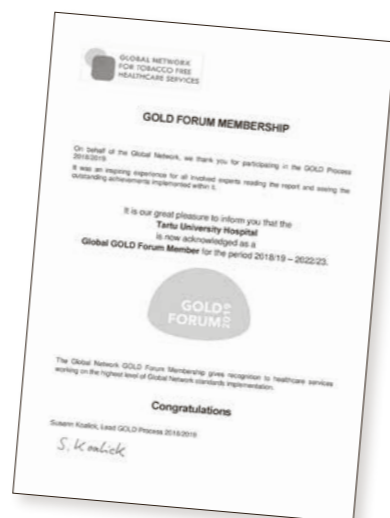 GLOBAL NETWORK
FOR TOBACCO FREE
HEALTHCARE SERVICES
GOLD FORUM MEMBERSHIP
On behalf of the Global Network, we thank you for participating in the GOLD Process
2018/2019.
It was an inspiring experience for all involved experts reading the report and seeing the
outstanding achievements implemented within it.
It is our great pleasure to inform you that the
Tartu University Hospital
is now acknowledged as a
Global GOLD Forum Member for the period 2018/19 – 2022/23.
GOLD
FORUM 2019
The Global Network GOLD Forum Membership gives recognition to healthcare services
working on the highest level of Global Network standards implementation.
Congratulations
Susann Koalick, Lead GOLD Process 2018/2019
S. Koalick